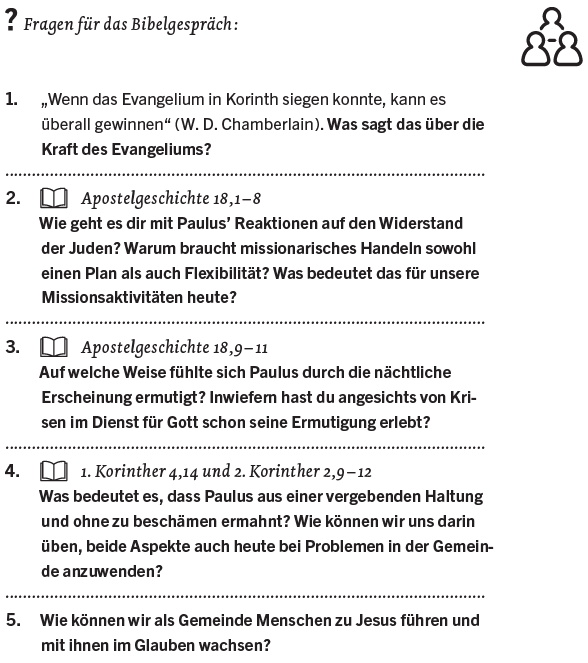 ? Fragen für das Bibelgespräch:
1. „Wenn das Evangelium in Korinth siegen konnte, kann es
überall gewinnen“ (W. D. Chamberlain). Was sagt das über die
Kraft des Evangeliums?
2. Apostelgeschichte 18,1–8
Wie geht es dir mit Paulus’ Reaktionen auf den Widerstand
der Juden? Warum braucht missionarisches Handeln sowohl
einen Plan als auch Flexibilität? Was bedeutet das für unsere
Missionsaktivitäten heute?
3. Apostelgeschichte 18,9–11
Auf welche Weise fühlte sich Paulus durch die nächtliche
Erscheinung ermutigt? Inwiefern hast du angesichts von Kri-
sen im Dienst für Gott schon seine Ermutigung erlebt?
4. 1. Korinther 4,14 und 2. Korinther 2,9–12
Was bedeutet es, dass Paulus aus einer vergebenden Haltung
und ohne zu beschämen ermahnt? Wie können wir uns darin
üben, beide Aspekte auch heute bei Problemen in der Gemein-
de anzuwenden?
5. Wie können wir als Gemeinde Menschen zu Jesus führen und
mit ihnen im Glauben wachsen?